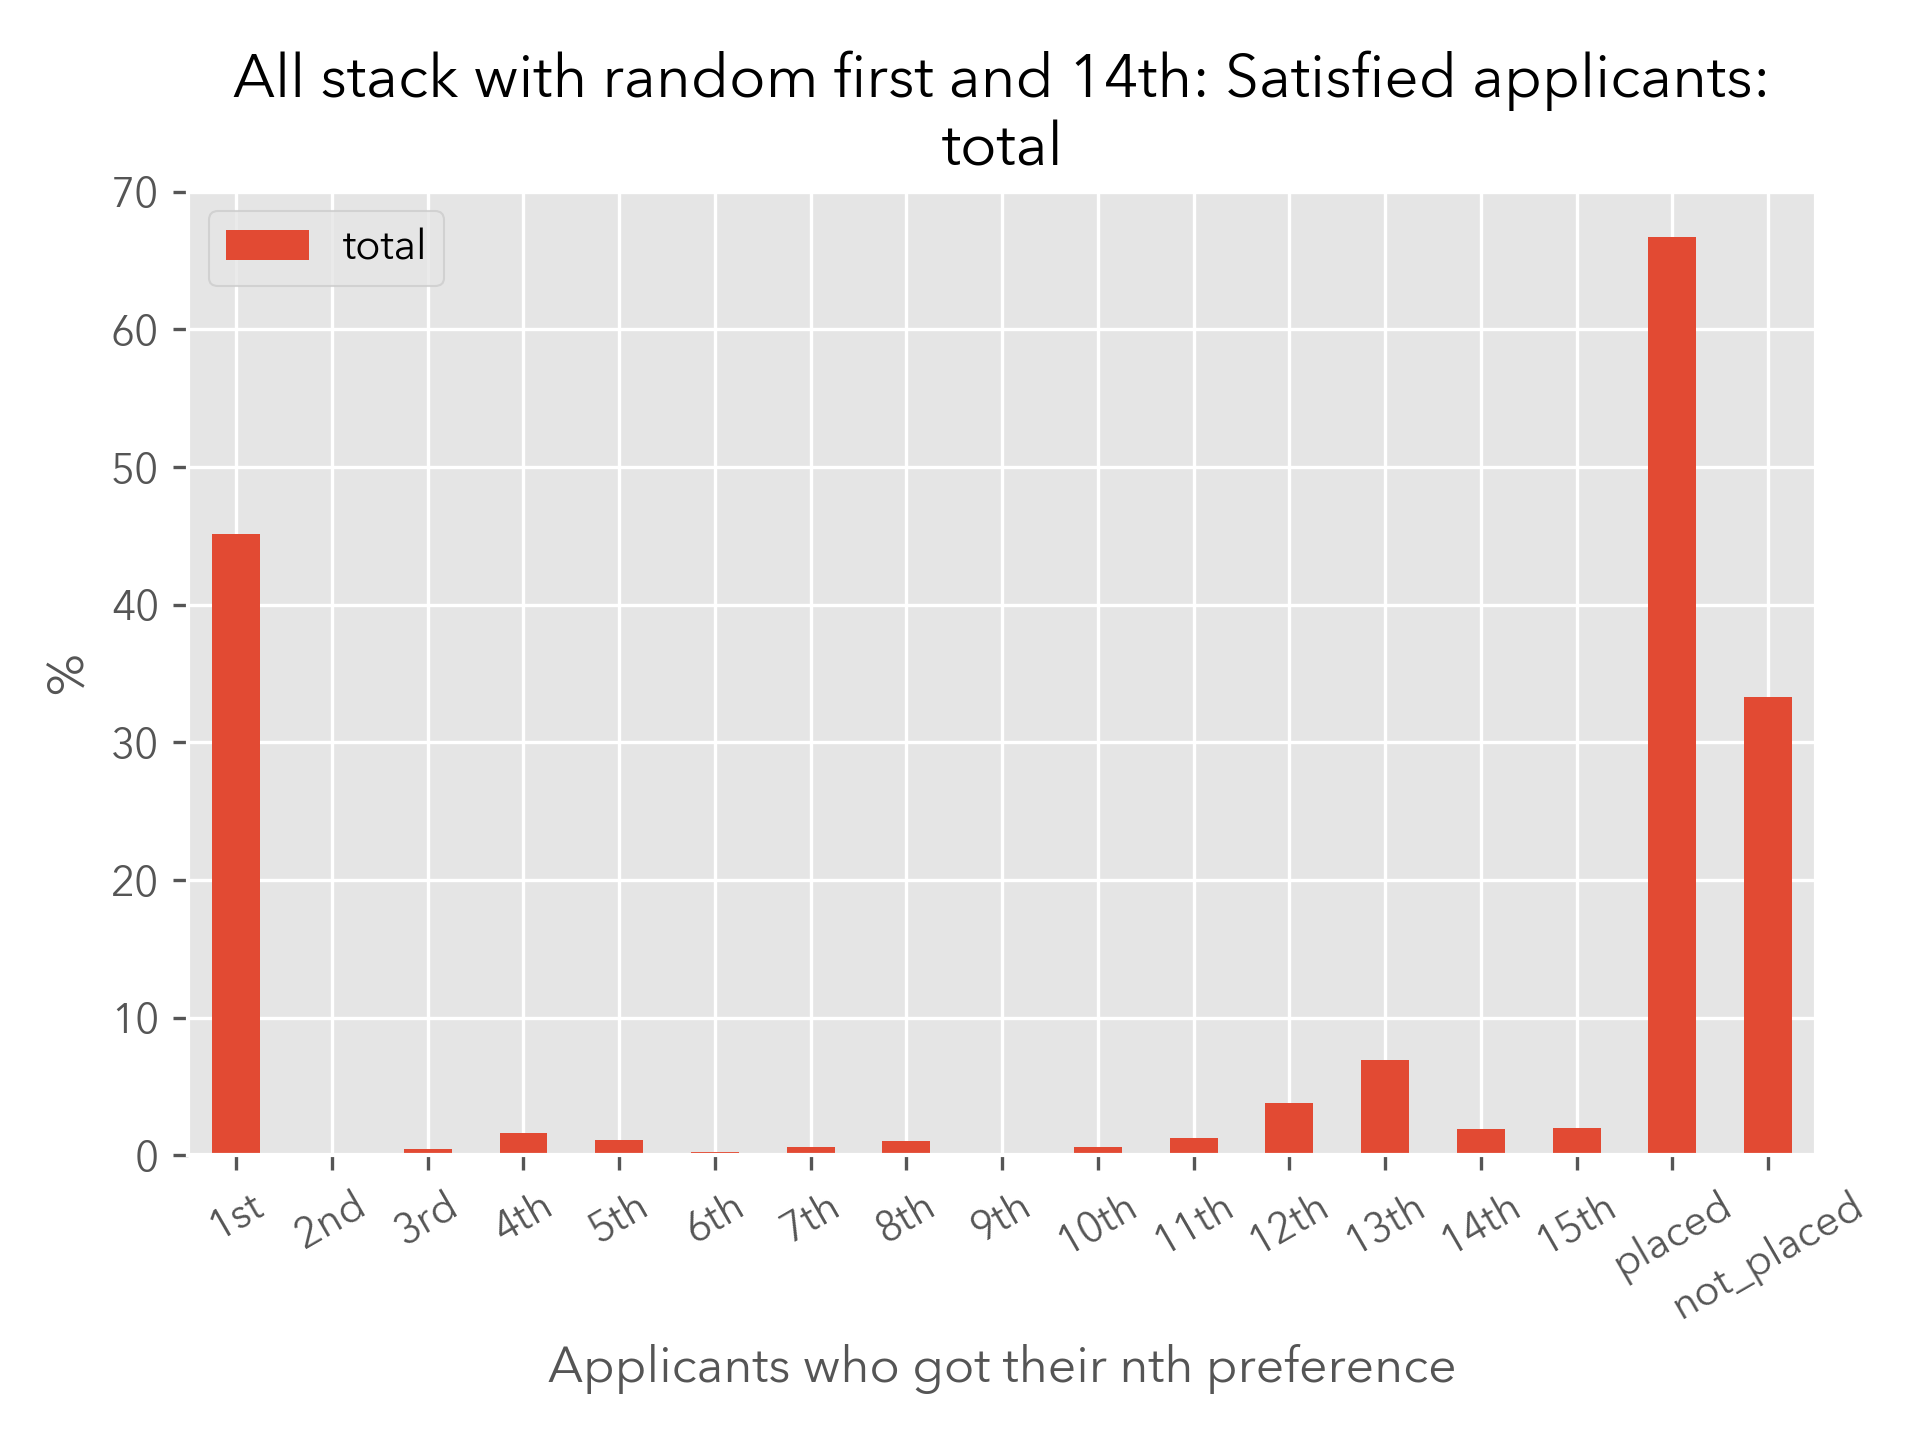 All stack with random first and 14th: Satisfied applicants:
total
70
total
60
50
40
%
30
20
10
0
1st
2nd
3rd
4th
5th
6th
7th
8th
9th
10th
11th
12th
13th
14th
15th
placed
not_placed
Applicants who got their nth preference